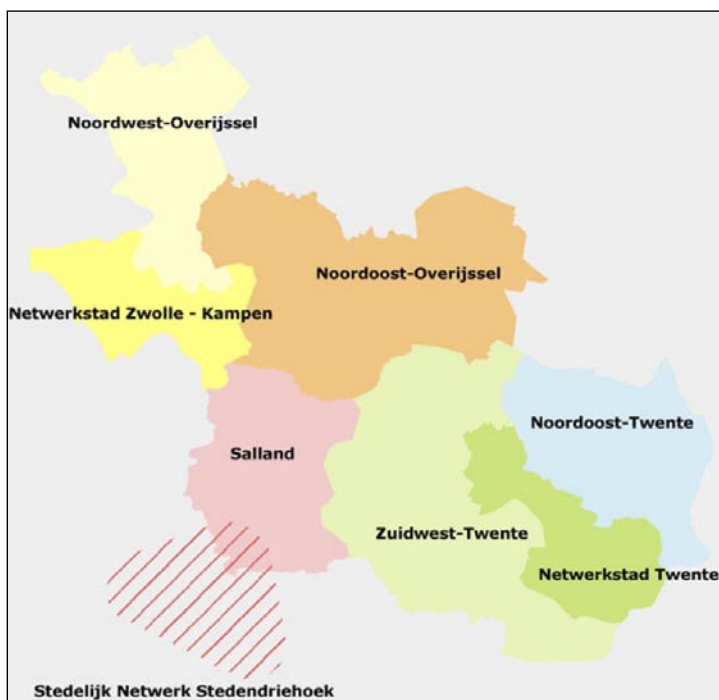 Noordwest-Overijssel
Noordoost-Overijssel
Netwerkstad Zwolle - Kampen
Noordoost-Twente
Salland
Zuidwest-Twente
Netwerkstad Twente
Stedelijk Netwerk Stedendriehoek